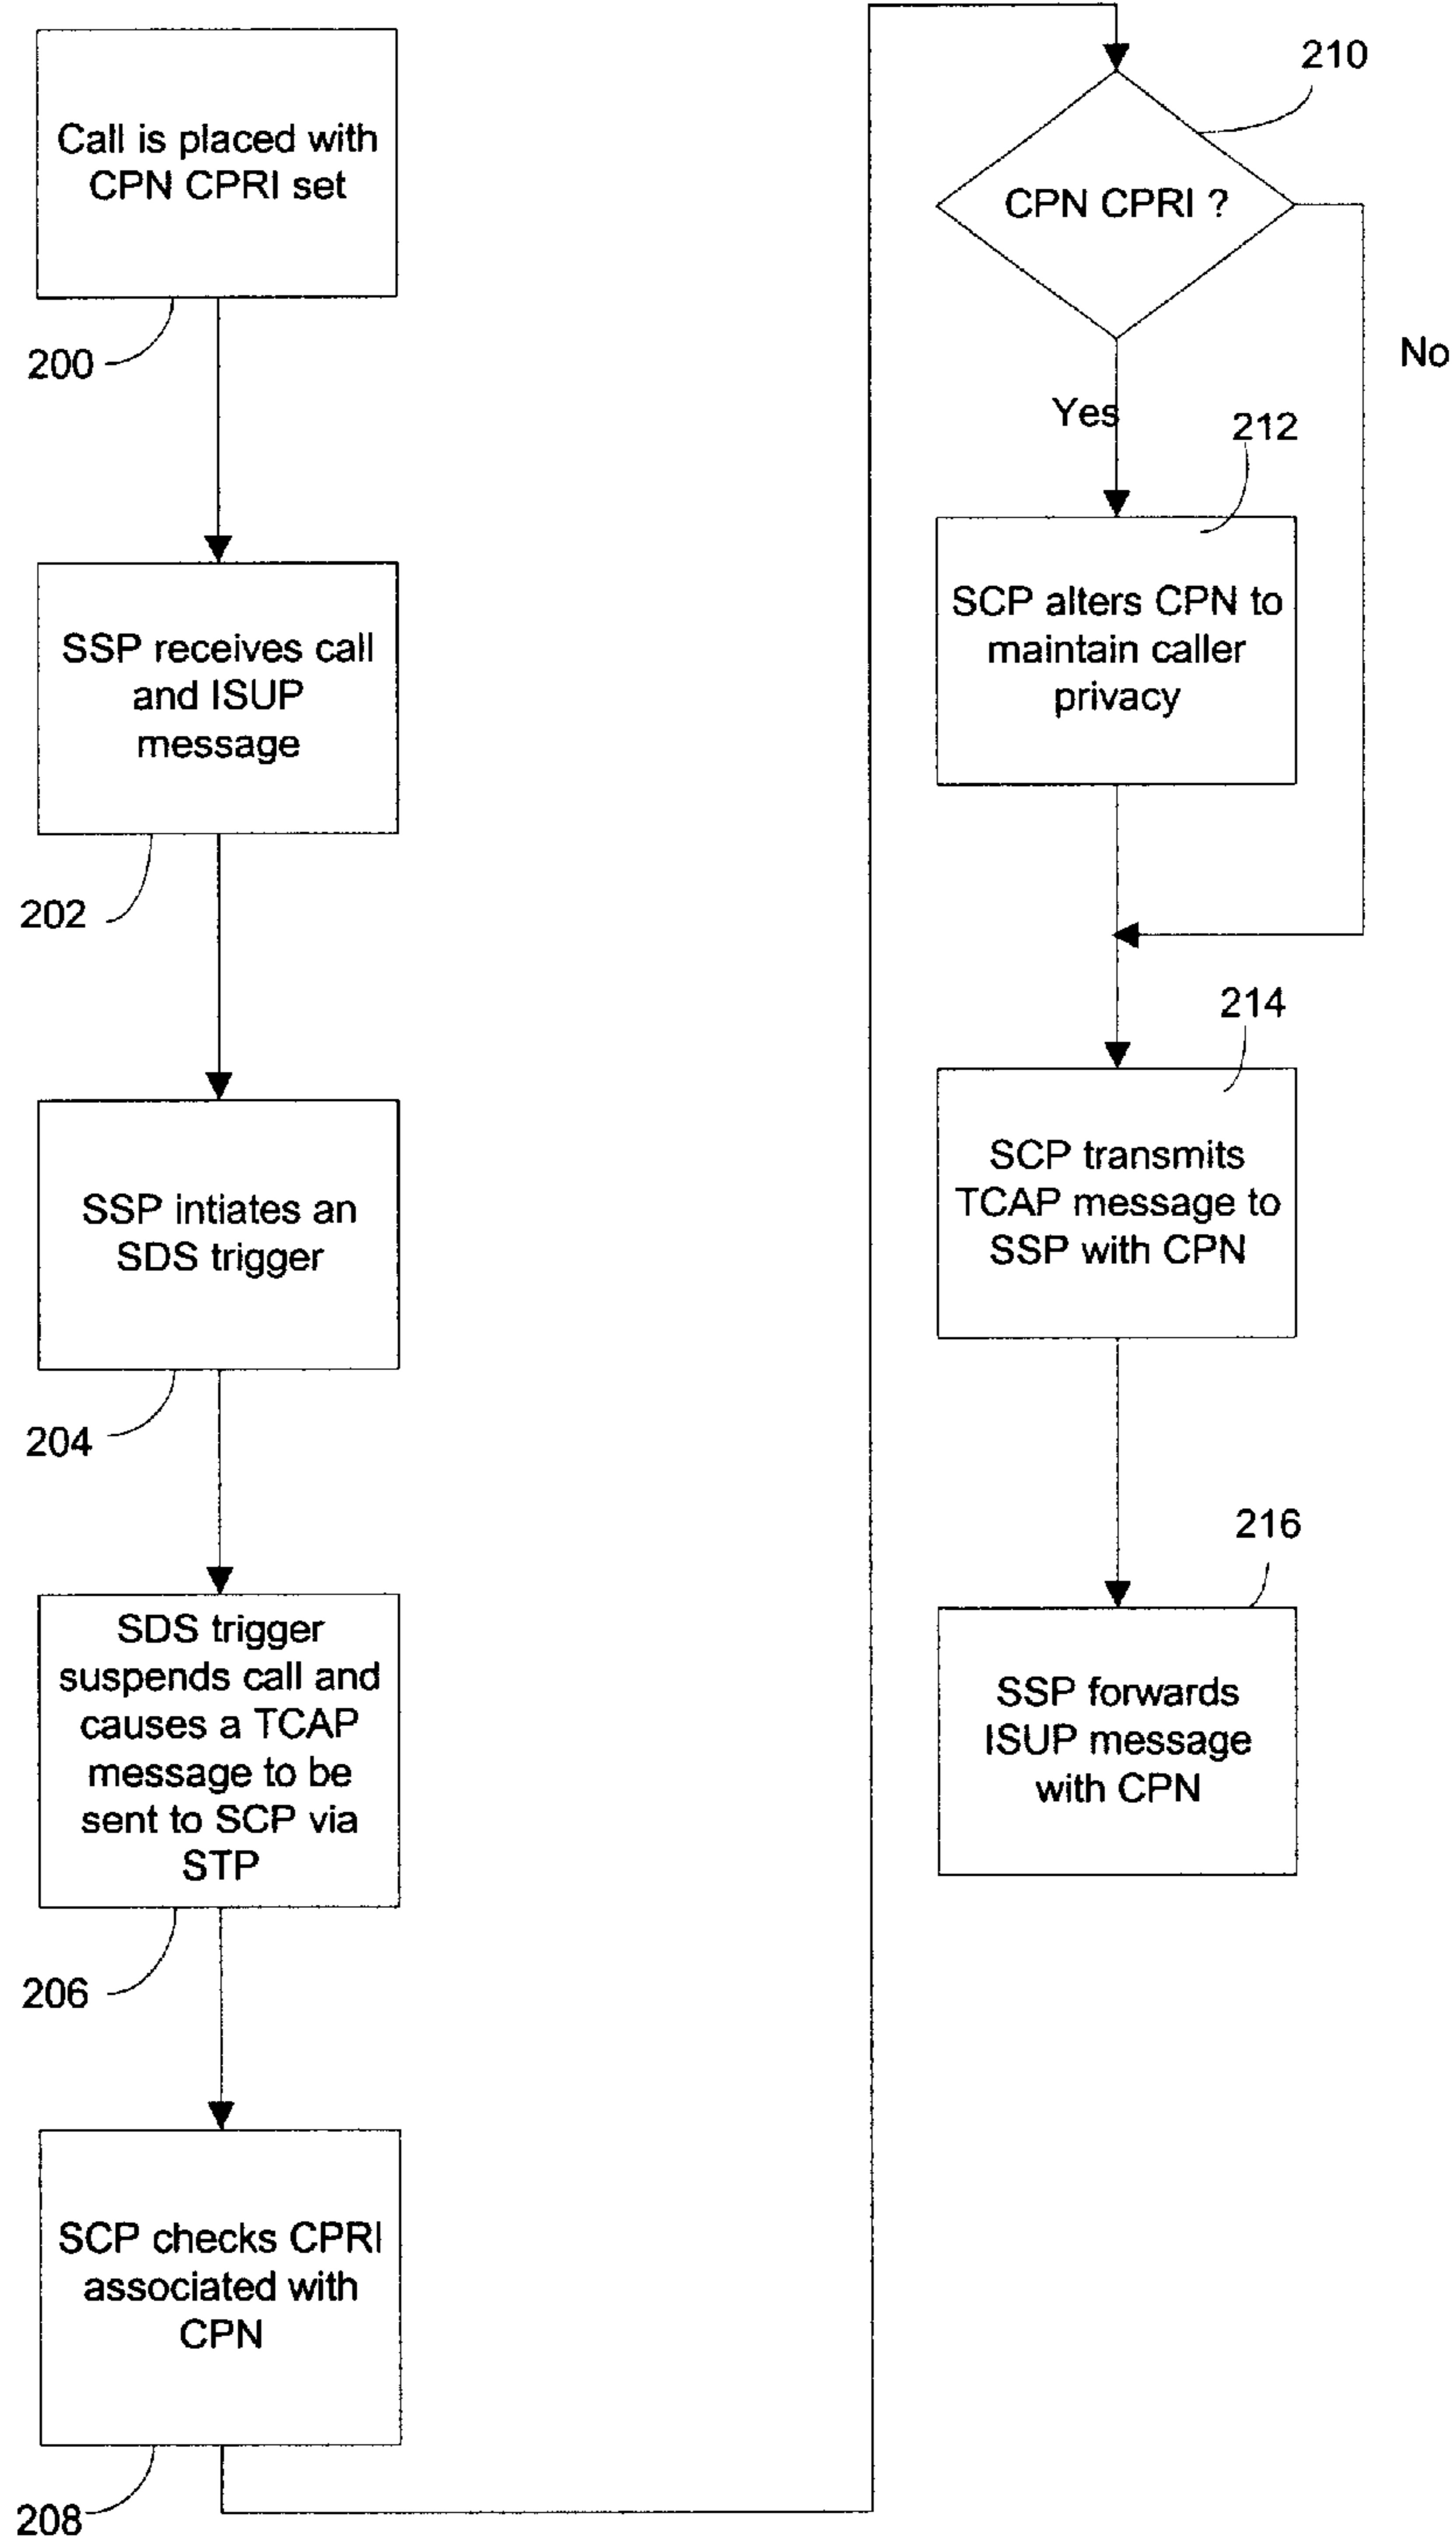 Call is placed with
CPN CPRI set
200
SSP receives call
and ISUP
message
202
SSP intiates an
SDS trigger
204
SDS trigger
suspends call and
causes a TCAP
message to be
sent to SCP via
STP
206
SCP checks CPRI
associated with
CPN
208
210
CPN CPRI ?
No
Yes
212
SCP alters CPN to
maintain caller
privacy
214
SCP transmits
TCAP message to
SSP with CPN
216
SSP forwards
ISUP message
with CPN